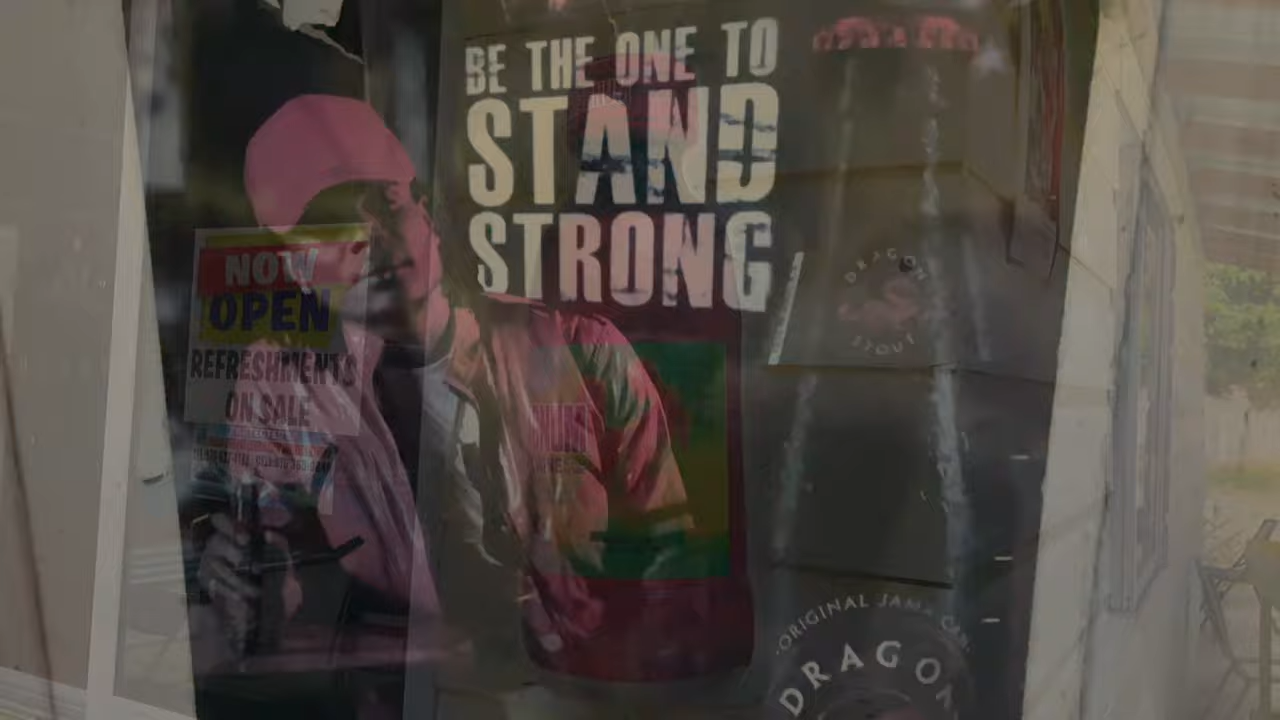 BE THE ONE TO
STAND
STRONG
DRAGON
STOUT
NOW
OPEN
REFRESHMENTS
ON SALE
ORIGINAL JAMAICAN
DRAGON